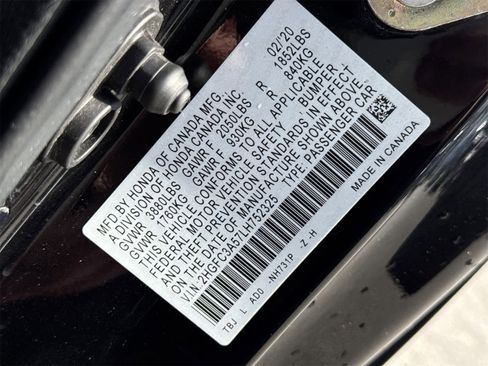 MFD BY HONDA OF CANADA MFG. 02/20
A DIVISION OF HONDA CANADA INC.
GVWR 3880LBS GAWR F 2050LBS R 1852LBS
GVWR 1760KG GAWR F 930KG R 840KG
THIS VEHICLE CONFORMS TO ALL APPLICABLE
FEDERAL MOTOR VEHICLE SAFETY, BUMPER,
AND THEFT PREVENTION STANDARDS IN EFFECT
ON THE DATE OF MANUFACTURE SHOWN ABOVE.
V.I.N. TYPE: PASSENGER CAR
TBJ L AD0 -NH731P -Z -H MADE IN CANADA